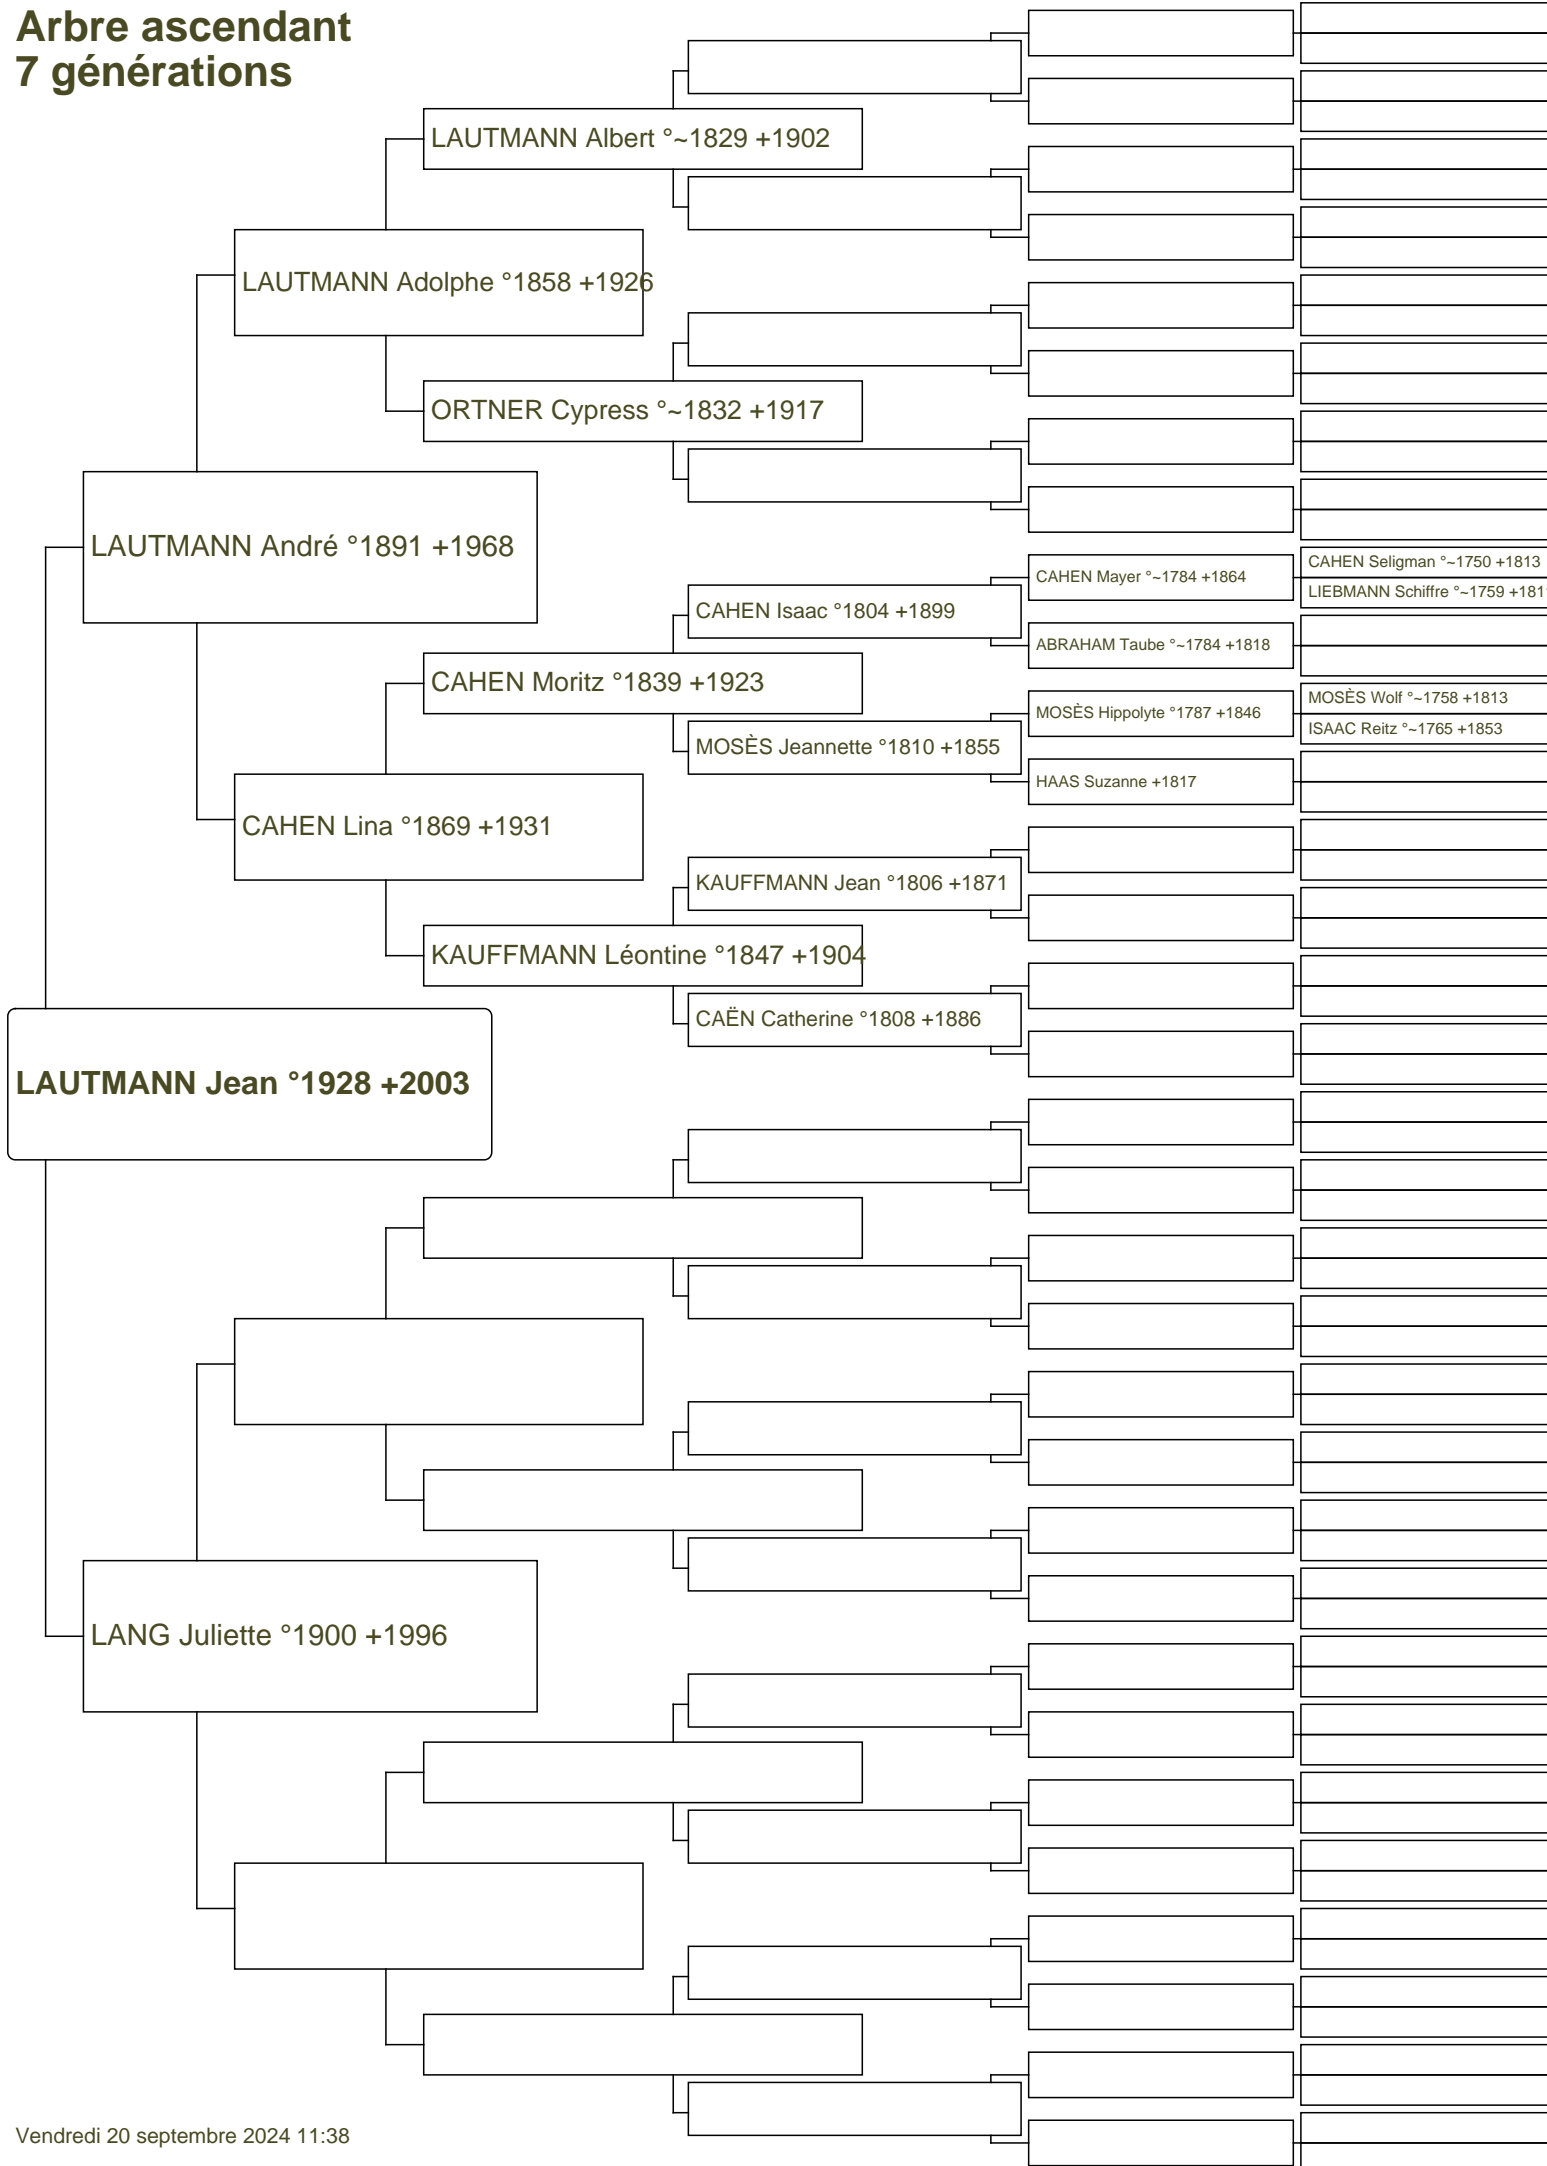 Arbre ascendant
7 générations
LAUTMANN Albert °~1829 +1902
LAUTMANN Adolphe °1858 +1926
ORTNER Cypress °~1832 +1917
LAUTMANN André °1891 +1968
CAHEN Seligman °~1750 +1813
CAHEN Mayer °~1784 +1864
LIEBMANN Schiffre °~1759
CAHEN Isaac °1804 +1899
ABRAHAM Taube °~1784 +1818
CAHEN Moritz °1839 +1923
MOSÈS Wolf °~1758 +1813
MOSÈS Hippolyte °1787 +1846
ISAAC Reitz °~1765 +1853
MOSÈS Jeannette °1810 +1855
HAAS Suzanne +1817
CAHEN Lina °1869 +1931
KAUFFMANN Jean °1806 +1871
KAUFFMANN Léontine °1847 +1904
CAËN Catherine °1808 +1886
LAUTMANN Jean °1928 +2003
LANG Juliette °1900 +1996
Vendredi 20 septembre 2024 11:38